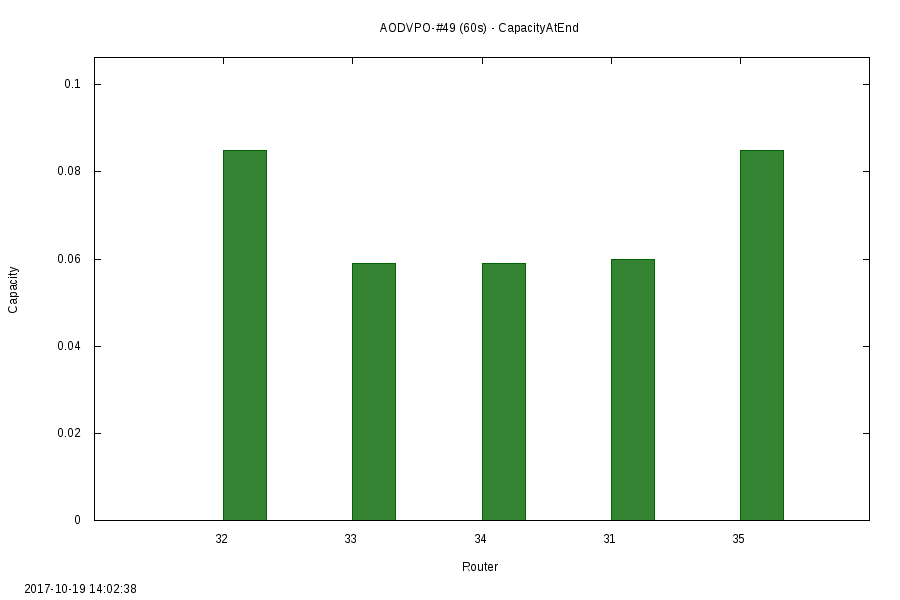 AODVPO-#49 (60s) - CapacityAtEnd
0.1
0.08
0.06
0.04
0.02
0
Capacity
32 33 34 31 35
Router
2017-10-19 14:02:38